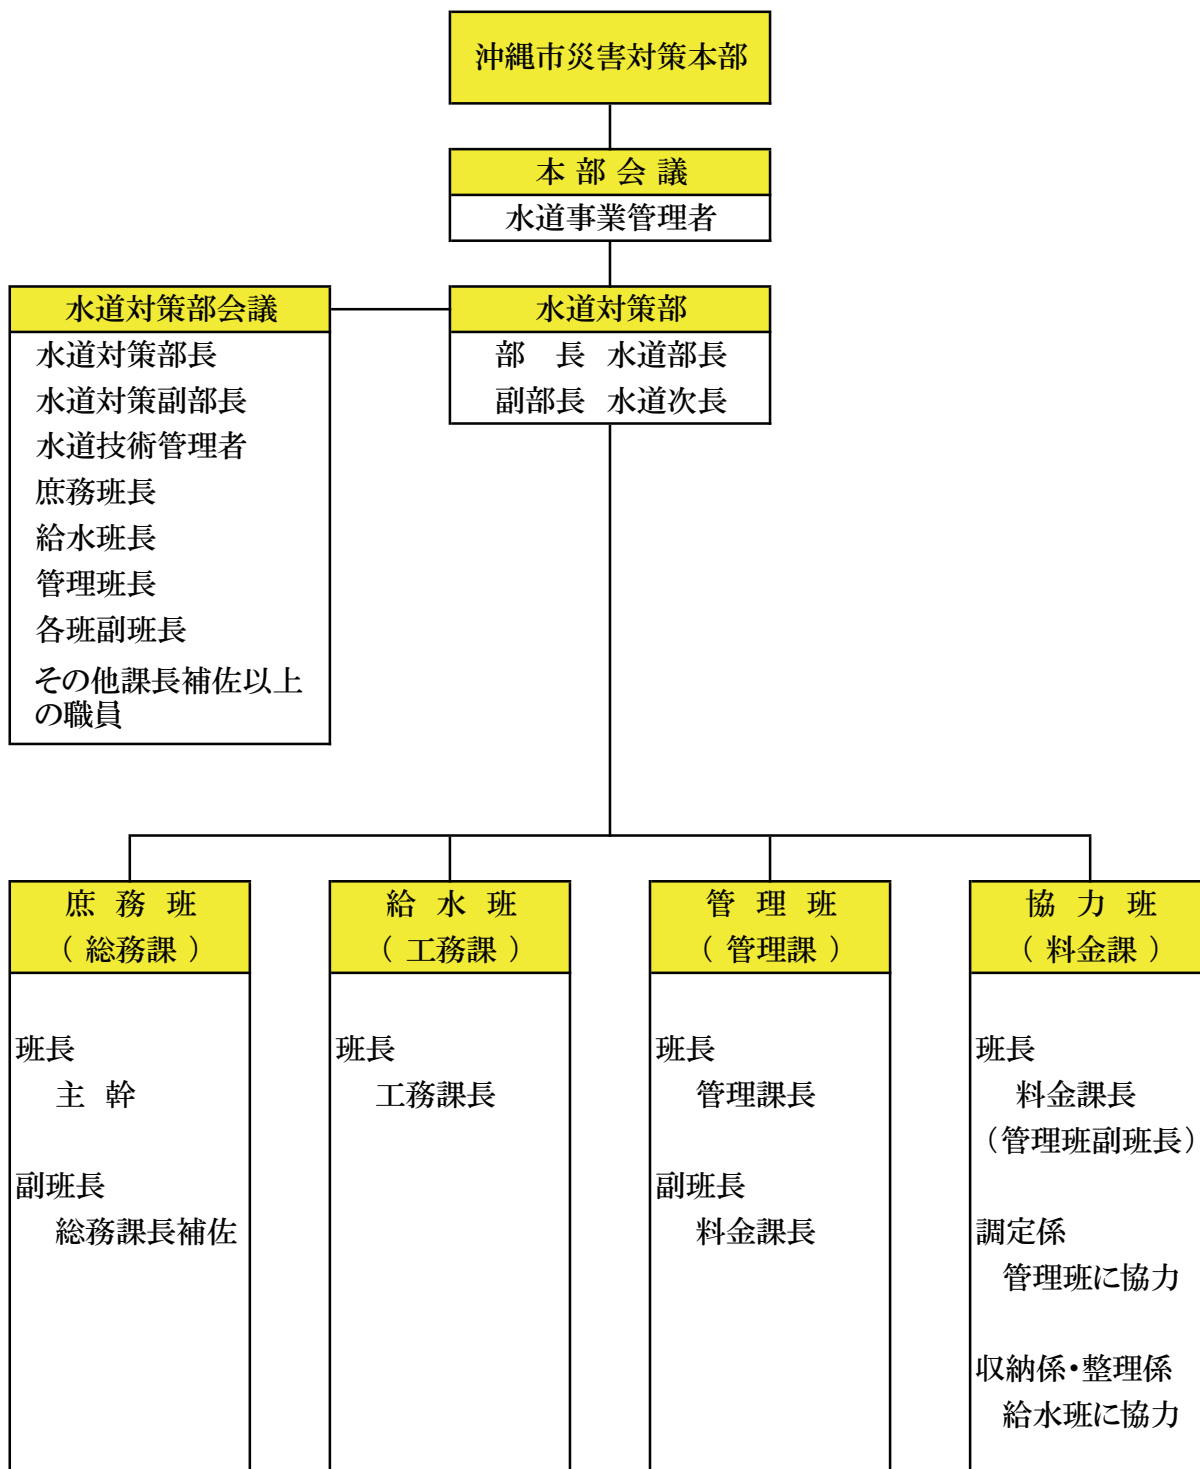 沖縄市災害対策本部
本部会議
水道事業管理者
水道対策部会議
水道対策部長
水道対策副部長
水道技術管理者
庶務班長
給水班長
管理班長
各班副班長
その他課長補佐以上
の職員
水道対策部
部　長 水道部長
副部長 水道次長
庶務班
（総務課）
班長
主幹
副班長
総務課長補佐
給水班
（工務課）
班長
工務課長
管理班
（管理課）
班長
管理課長
副班長
料金課長
協力班
（料金課）
班長
料金課長
（管理班副班長）
調定係
管理班に協力
収納係・整理係
給水班に協力